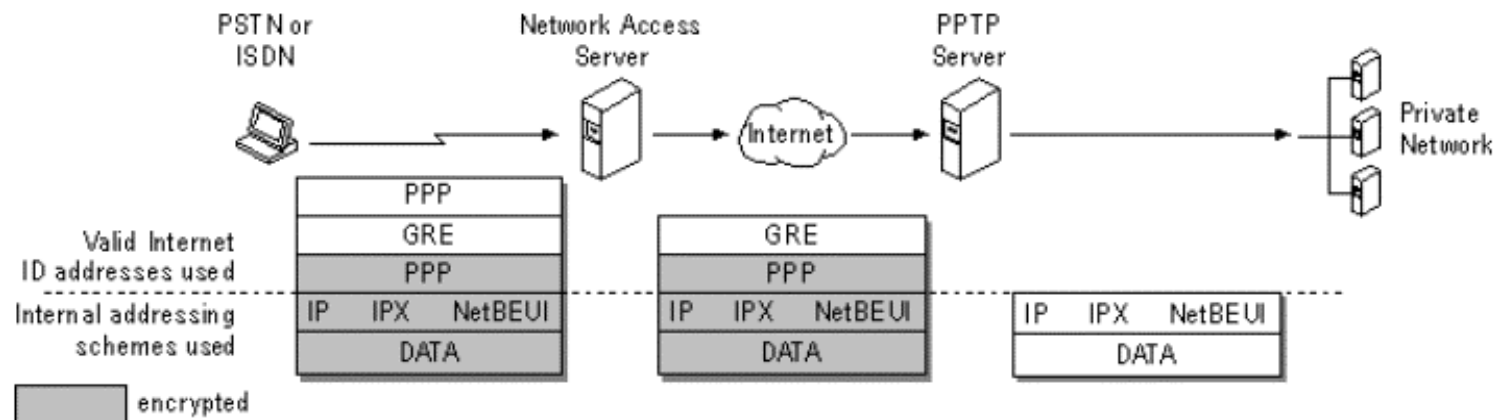 PSTN or
ISDN
Network Access
Server
PPTP
Server
Internet
Private
Network
PPP
GRE
PPP
IP IPX NetBEUI
DATA
GRE
PPP
IP IPX NetBEUI
DATA
IP IPX NetBEUI
DATA
Valid Internet
ID addresses used
Internal addressing
schemes used
encrypted